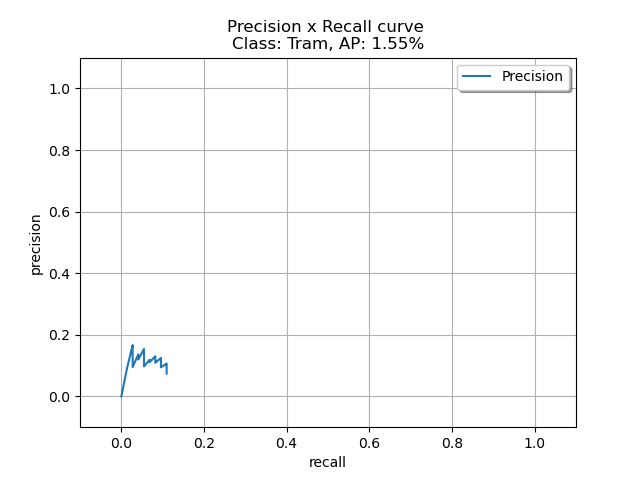 Precision x Recall curve
Class: Tram, AP: 1.55%
Precision
1.0
0.8
0.6
0.4
0.2
0.0
precision
0.0 0.2 0.4 0.6 0.8 1.0
recall